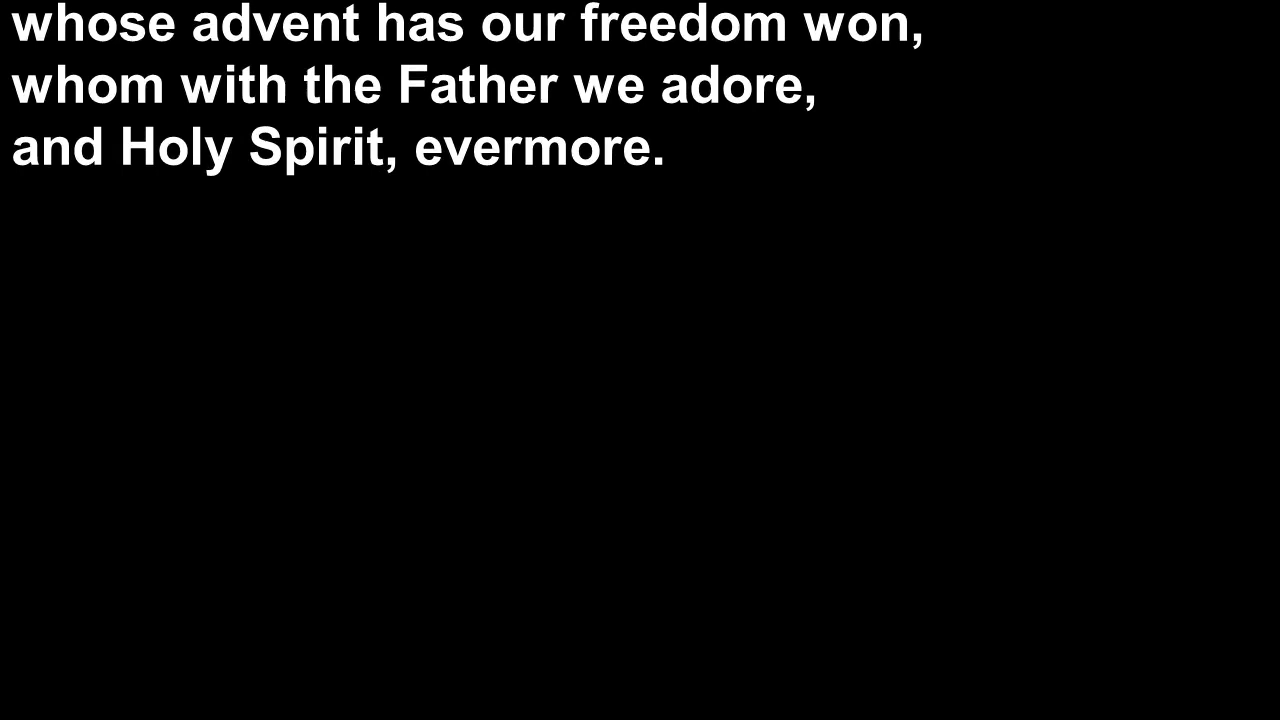 whose advent has our freedom won,
whom with the Father we adore,
and Holy Spirit, evermore.